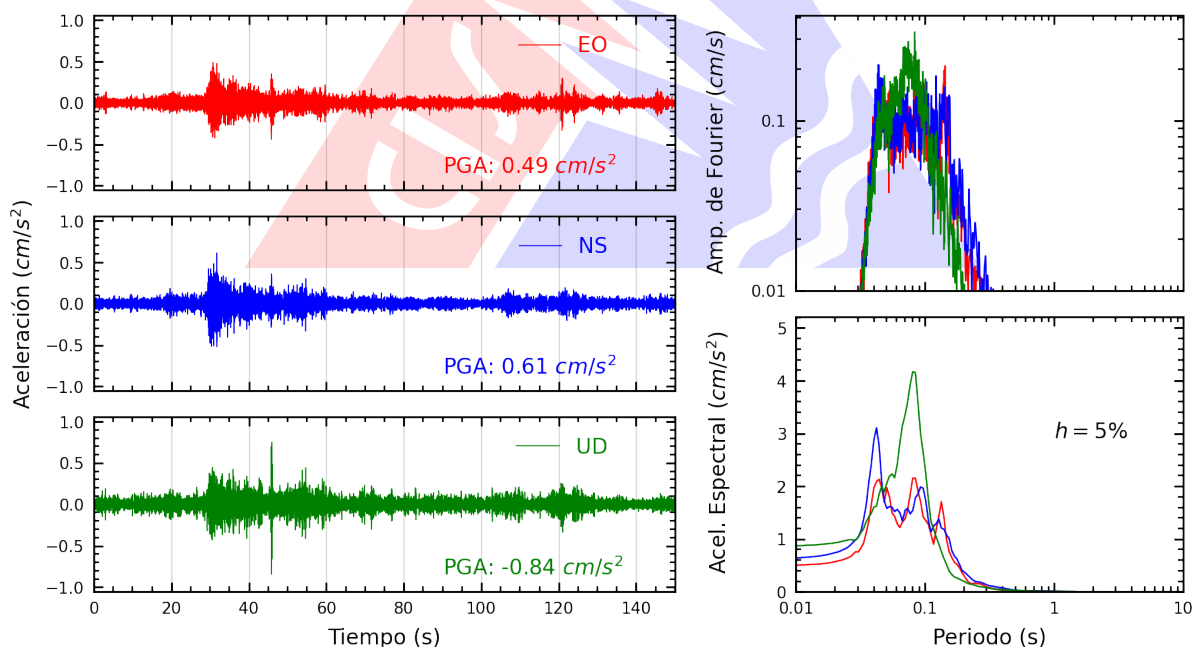 Aceleración (cm/s²)
1.0
0.5
0.0
−0.5
−1.0
EO
PGA: 0.49 cm/s²
1.0
0.5
0.0
−0.5
−1.0
NS
PGA: 0.61 cm/s²
1.0
0.5
0.0
−0.5
−1.0
UD
PGA: -0.84 cm/s²
0 20 40 60 80 100 120 140
Tiempo (s)
Amp. de Fourier (cm/s)
0.1
0.01
Acel. Espectral (cm/s²)
5
4
3
2
1
0
h = 5%
0.01 0.1 1 10
Periodo (s)